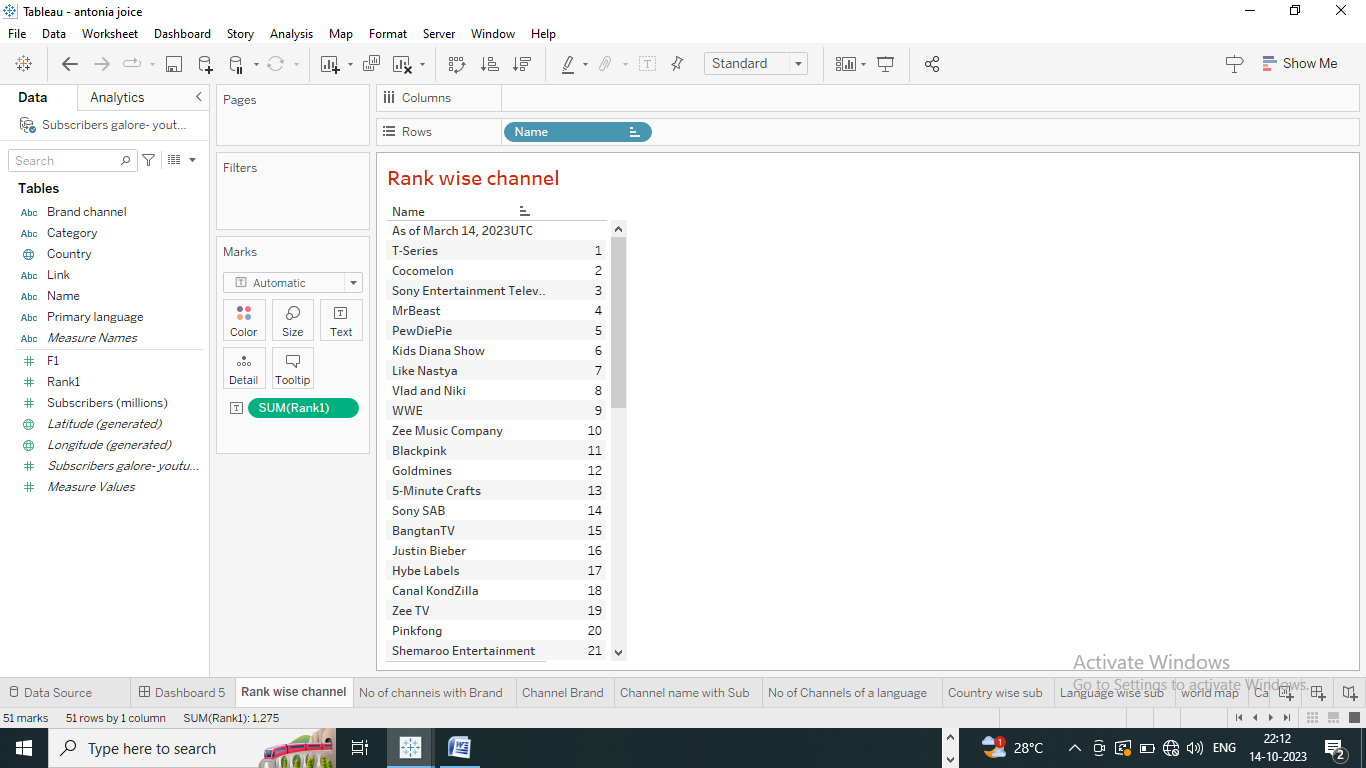 Tableau - antonia joice
File Data Worksheet Dashboard Story Analysis Map Format Server Window Help
Standard
Show Me
Data Analytics
Subscribers galore- yout...
Search
Tables
Abc Brand channel
Abc Category
Country
Abc Link
Abc Name
Abc Primary language
Abc Measure Names
# F1
# Rank1
# Subscribers (millions)
Latitude (generated)
Longitude (generated)
# Subscribers galore- youtu...
# Measure Values
Pages
Filters
Marks
T Automatic
Color Size Text
Detail Tooltip
T SUM(Rank1)
Columns
Rows Name
Rank wise channel
Name
As of March 14, 2023UTC
T-Series 1
Cocomelon 2
Sony Entertainment Telev.. 3
MrBeast 4
PewDiePie 5
Kids Diana Show 6
Like Nastya 7
Vlad and Niki 8
WWE 9
Zee Music Company 10
Blackpink 11
Goldmines 12
5-Minute Crafts 13
Sony SAB 14
BangtanTV 15
Justin Bieber 16
Hybe Labels 17
Canal KondZilla 18
Zee TV 19
Pinkfong 20
Shemaroo Entertainment 21
Activate Windows
Go to Settings to activate Windows.
Data Source Dashboard 5 Rank wise channel No of channeis with Brand Channel Brand Channel name with Sub No of Channels of a language Country wise sub Language wise sub world map Ca
51 marks 51 rows by 1 column SUM(Rank1): 1,275
Type here to search
1 28°C ENG 22:12
14-10-2023 2